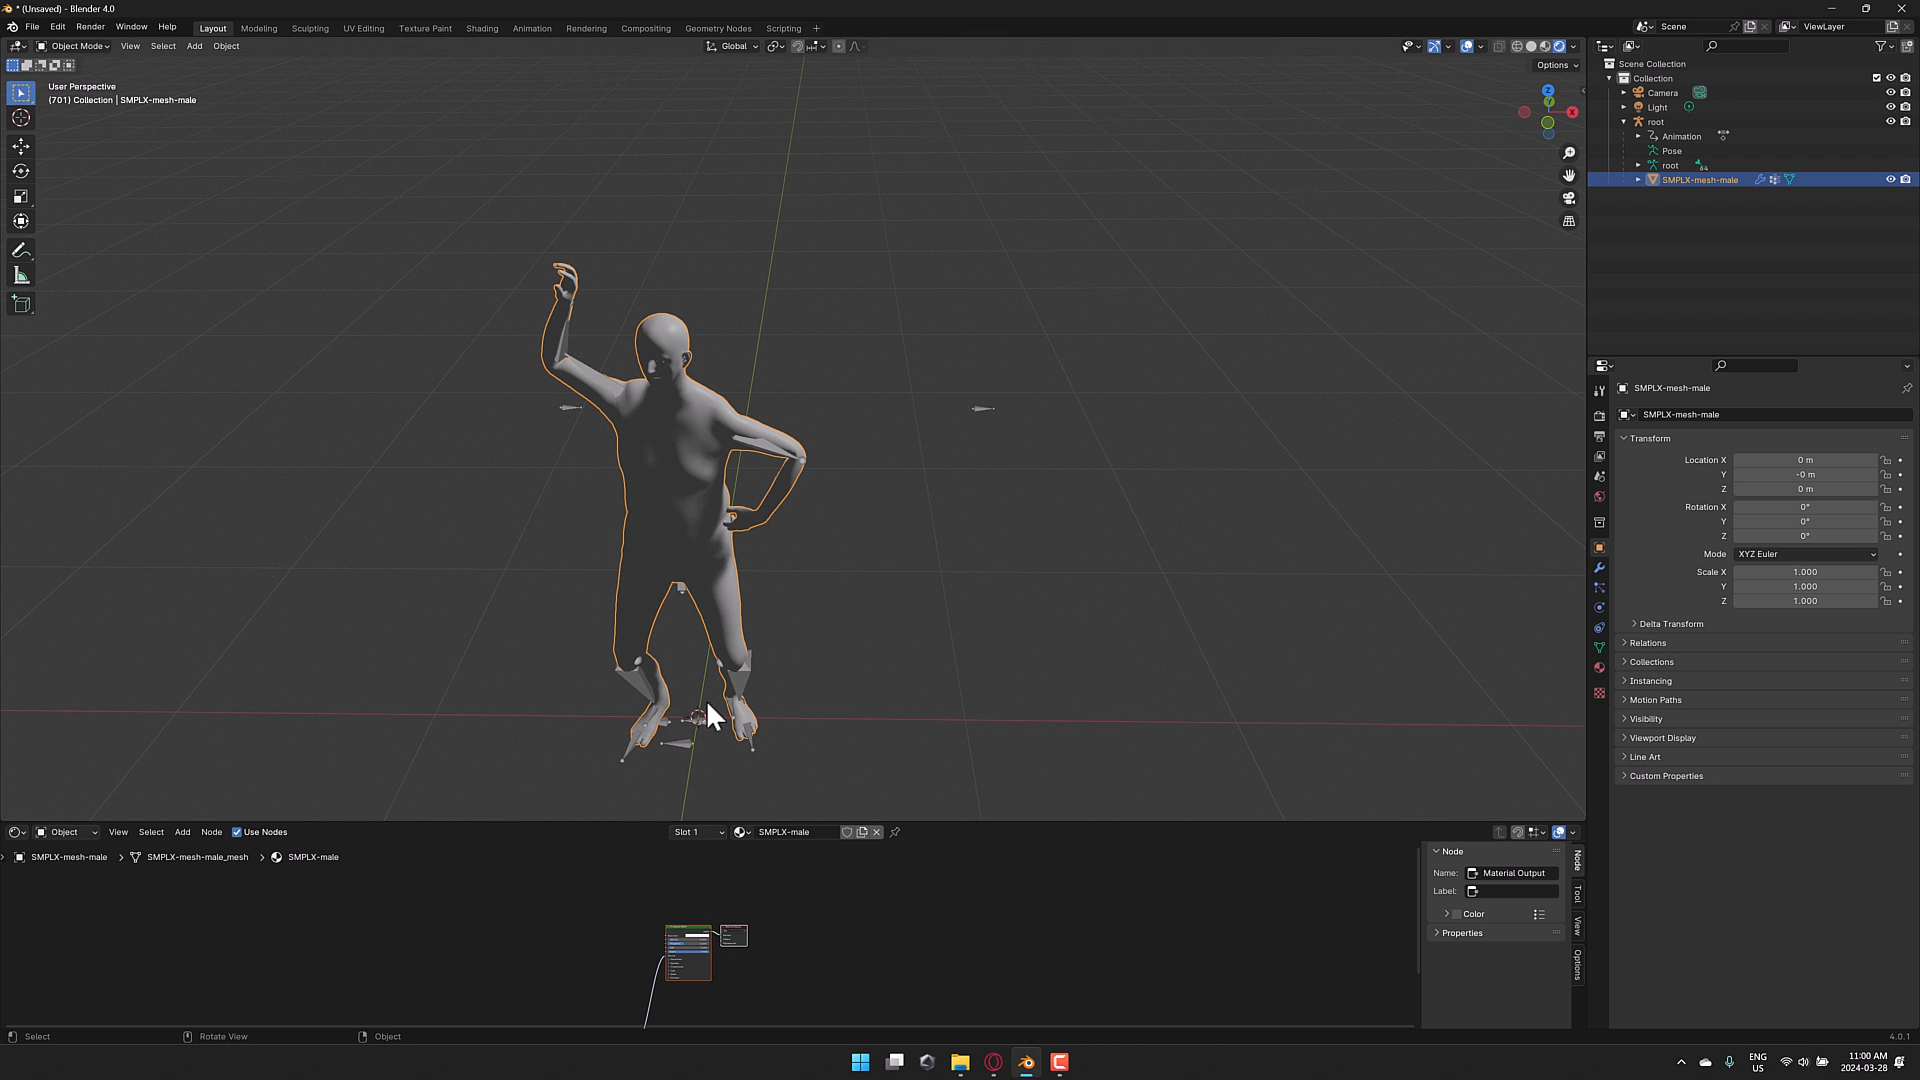 * (Unsaved) - Blender 4.0
File Edit Render Window Help
Layout Modeling Sculpting UV Editing Texture Paint Shading Animation Rendering Compositing Geometry Nodes Scripting +
Scene ViewLayer
Object Mode View Select Add Object
Global
Options
User Perspective
(701) Collection | SMPLX-mesh-male
Z
Y
X
Scene Collection
Collection
Camera
Light
root
Animation
Pose
root
SMPLX-mesh-male
SMPLX-mesh-male
SMPLX-mesh-male
Transform
Location X 0 m
Y -0 m
Z 0 m
Rotation X 0°
Y 0°
Z 0°
Mode XYZ Euler
Scale X 1.000
Y 1.000
Z 1.000
Delta Transform
Relations
Collections
Instancing
Motion Paths
Visibility
Viewport Display
Line Art
Custom Properties
Object View Select Add Node Use Nodes Slot 1 SMPLX-male
SMPLX-mesh-male > SMPLX-mesh-male_mesh > SMPLX-male
Node
Name: Material Output
Label:
Color
Properties
Node
Tool
View
Options
Select Rotate View Object 4.0.1
ENG
US
11:00 AM
2024-03-28